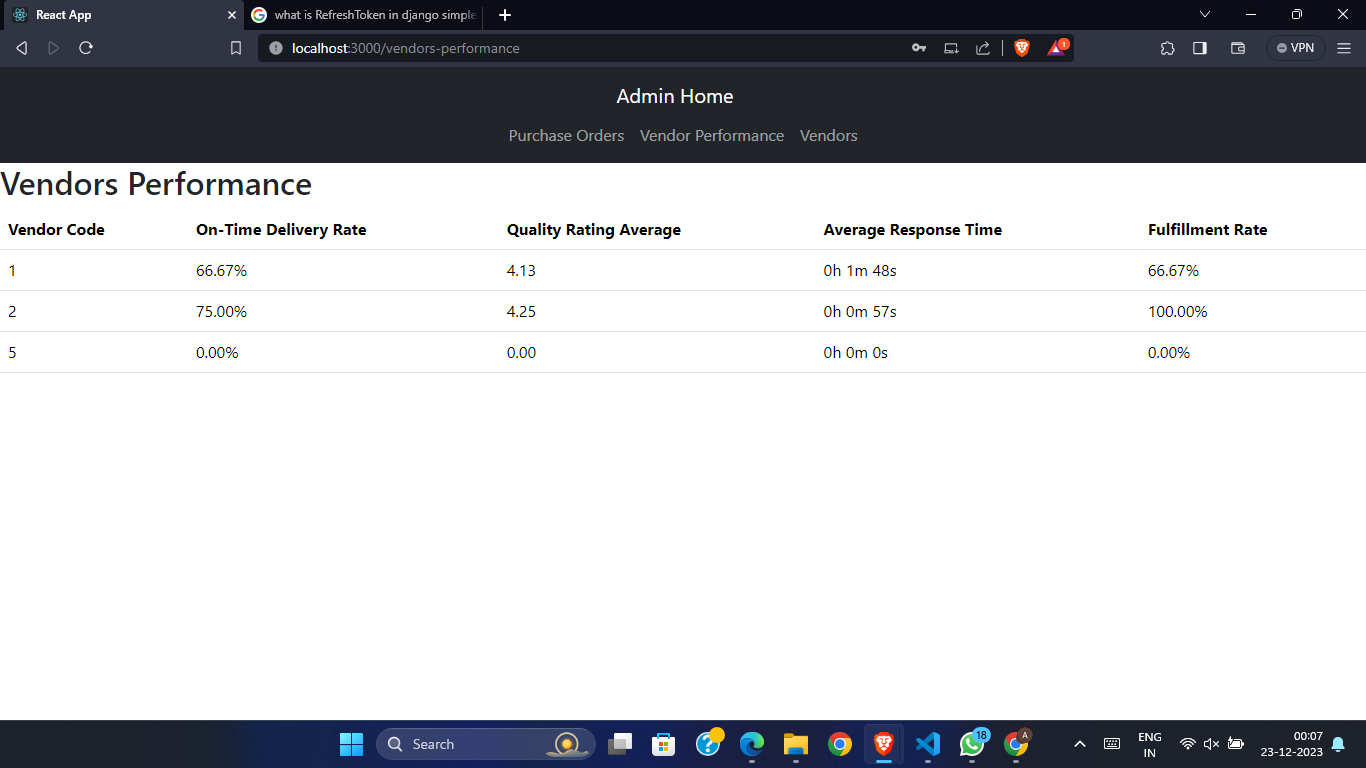 React App
what is RefreshToken in django simple
localhost:3000/vendors-performance
1
VPN
Admin Home
Purchase Orders Vendor Performance Vendors
Vendors Performance
Vendor Code On-Time Delivery Rate Quality Rating Average Average Response Time Fulfillment Rate
1 66.67% 4.13 0h 1m 48s 66.67%
2 75.00% 4.25 0h 0m 57s 100.00%
5 0.00% 0.00 0h 0m 0s 0.00%
Search
18
A
ENG
IN
00:07
23-12-2023